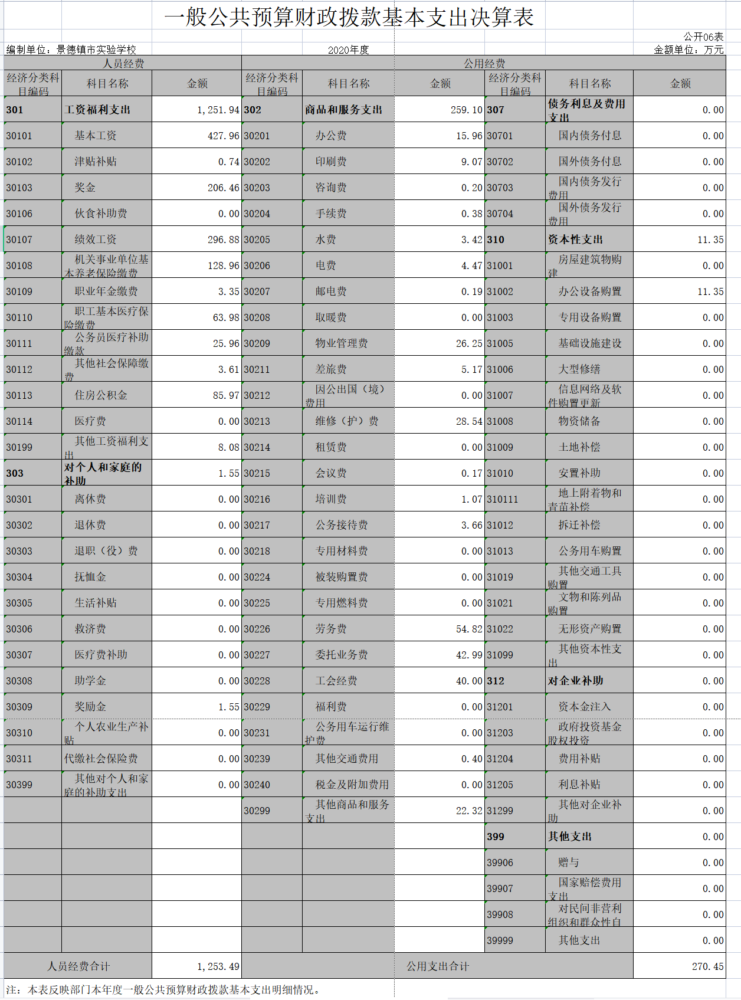 一般公共预算财政拨款基本支出决算表
公开06表
编制单位：景德镇市实验学校 2020年度 金额单位：万元
人员经费 公用经费
经济分类科目编码 科目名称 金额 经济分类科目编码 科目名称 金额 经济分类科目编码 科目名称 金额
301 工资福利支出 1,251.94 302 商品和服务支出 259.10 307 债务利息及费用支出 0.00
30101 基本工资 427.96 30201 办公费 15.96 30701 国内债务付息 0.00
30102 津贴补贴 0.74 30202 印刷费 9.07 30702 国外债务付息 0.00
30103 奖金 206.46 30203 咨询费 0.20 30703 国内债务发行费用 0.00
30106 伙食补助费 0.00 30204 手续费 0.38 30704 国外债务发行费用 0.00
30107 绩效工资 296.88 30205 水费 3.42 310 资本性支出 11.35
30108 机关事业单位基本养老保险缴费 128.96 30206 电费 4.47 31001 房屋建筑物购建 0.00
30109 职业年金缴费 3.35 30207 邮电费 0.19 31002 办公设备购置 11.35
30110 职工基本医疗保险缴费 63.98 30208 取暖费 0.00 31003 专用设备购置 0.00
30111 公务员医疗补助缴款 25.96 30209 物业管理费 26.25 31005 基础设施建设 0.00
30112 其他社会保障缴费 3.61 30211 差旅费 5.17 31006 大型修缮 0.00
30113 住房公积金 85.97 30212 因公出国（境）费用 0.00 31007 信息网络及软件购置更新 0.00
30114 医疗费 0.00 30213 维修（护）费 28.54 31008 物资储备 0.00
30199 其他工资福利支出 8.08 30214 租赁费 0.00 31009 土地补偿 0.00
303 对个人和家庭的补助 1.55 30215 会议费 0.17 31010 安置补助 0.00
30301 离休费 0.00 30216 培训费 1.07 310111 地上附着物和青苗补偿 0.00
30302 退休费 0.00 30217 公务接待费 3.66 31012 拆迁补偿 0.00
30303 退职（役）费 0.00 30218 专用材料费 0.00 31013 公务用车购置 0.00
30304 抚恤金 0.00 30224 被装购置费 0.00 31019 其他交通工具购置 0.00
30305 生活补贴 0.00 30225 专用燃料费 0.00 31021 文物和陈列品购置 0.00
30306 救济费 0.00 30226 劳务费 54.82 31022 无形资产购置 0.00
30307 医疗费补助 0.00 30227 委托业务费 42.99 31099 其他资本性支出 0.00
30308 助学金 0.00 30228 工会经费 40.00 312 对企业补助 0.00
30309 奖励金 1.55 30229 福利费 0.00 31201 资本金注入 0.00
30310 个人农业生产补贴 0.00 30231 公务用车运行维护费 0.00 31203 政府投资基金股权投资 0.00
30311 代缴社会保险费 0.00 30239 其他交通费用 0.40 31204 费用补贴 0.00
30399 其他对个人和家庭的补助支出 0.00 30240 税金及附加费用 0.00 31205 利息补贴 0.00
30299 其他商品和服务支出 22.32 31299 其他对企业补助 0.00
399 其他支出 0.00
39906 赠与 0.00
39907 国家赔偿费用支出 0.00
39908 对民间非营利组织和群众性自 0.00
39999 其他支出 0.00
人员经费合计 1,253.49 公用支出合计 270.45
注：本表反映部门本年度一般公共预算财政拨款基本支出明细情况。